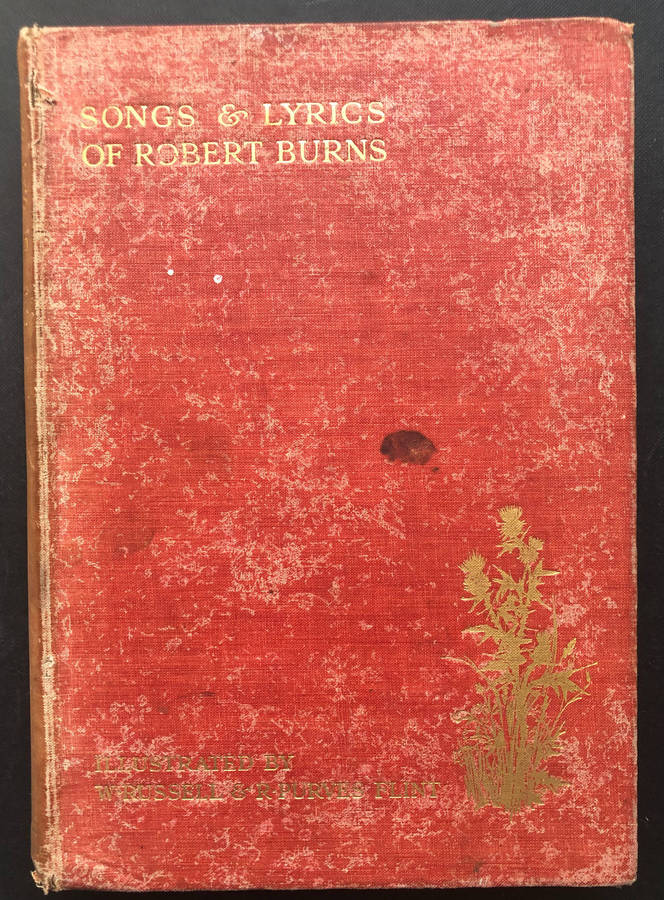 SONGS & LYRICS
OF ROBERT BURNS
ILLUSTRATED BY
W·RUSSELL & R·PURVES FLINT